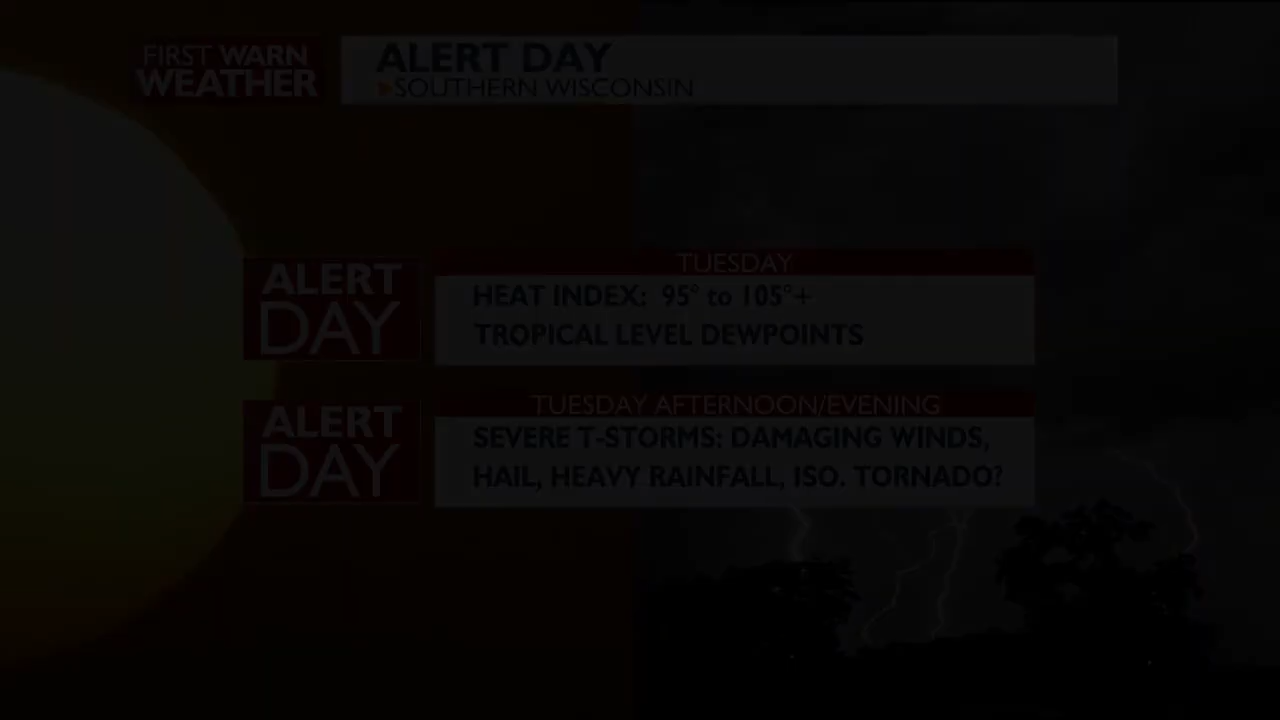 FIRST WARN
WEATHER
ALERT DAY
SOUTHERN WISCONSIN
ALERT
DAY
TUESDAY
HEAT INDEX: 95° to 105°+
TROPICAL LEVEL DEWPOINTS
ALERT
DAY
TUESDAY AFTERNOON/EVENING
SEVERE T-STORMS: DAMAGING WINDS,
HAIL, HEAVY RAINFALL, ISO. TORNADO?